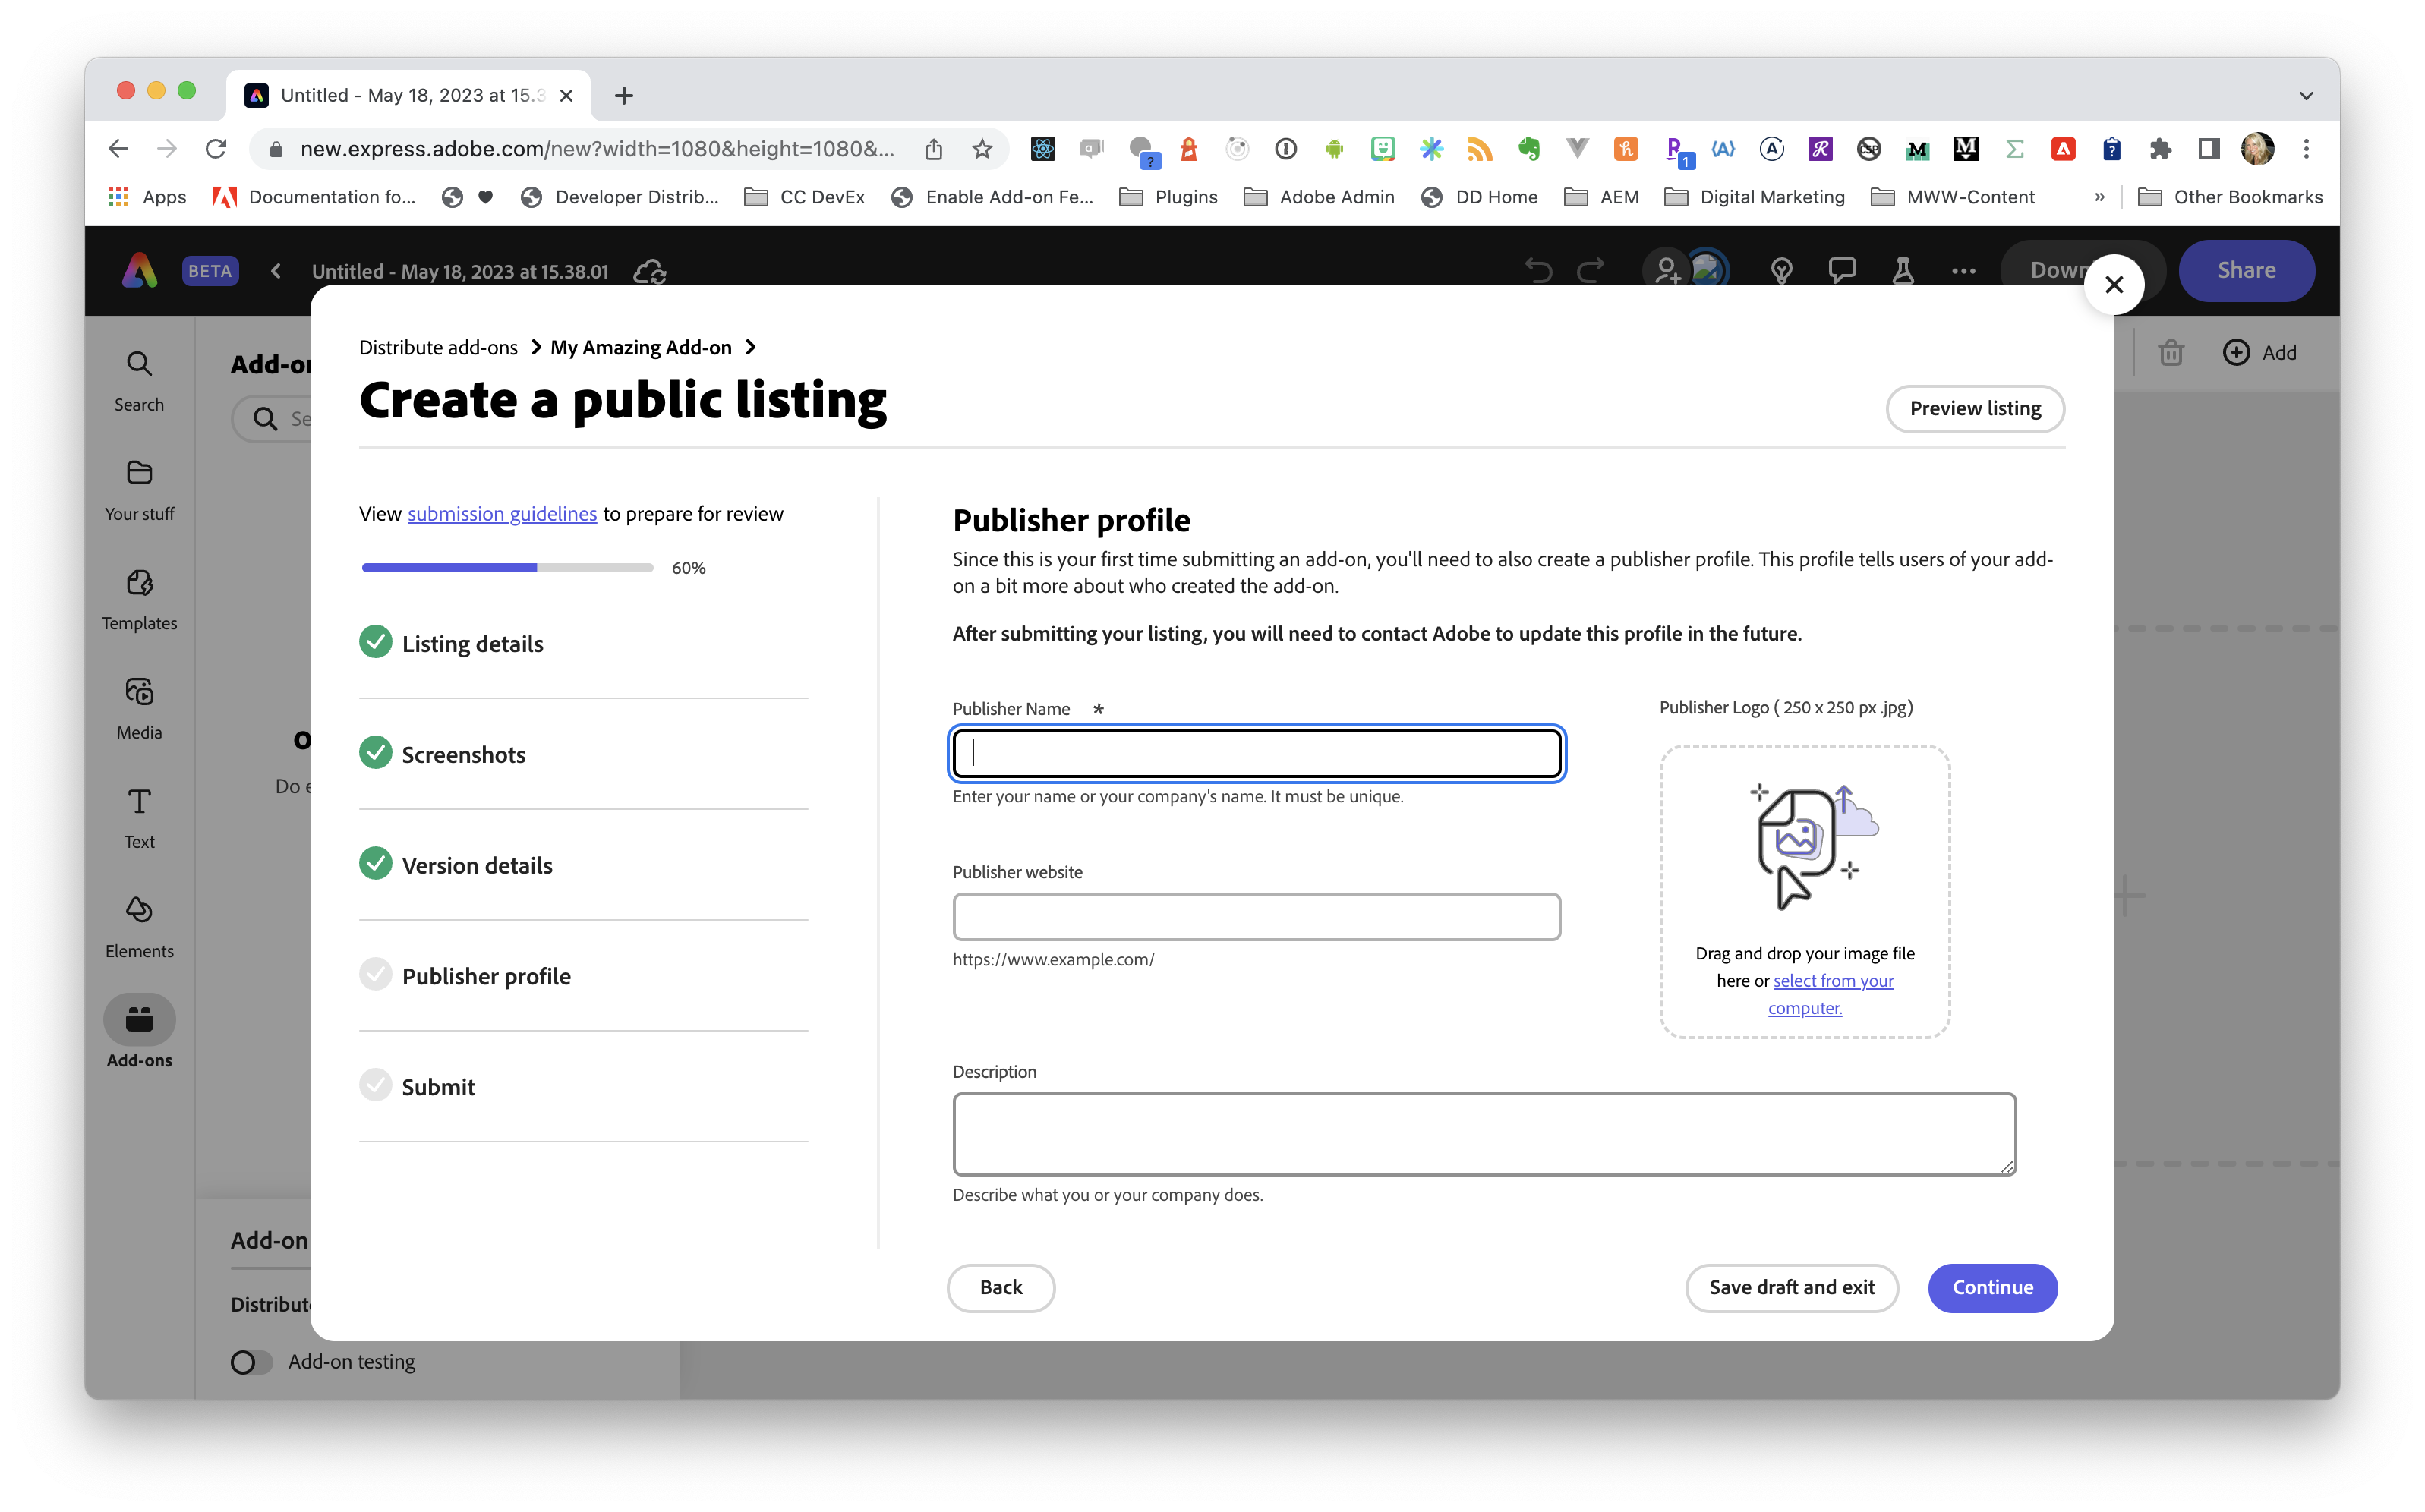 Untitled - May 18, 2023 at 15.3
new.express.adobe.com/new?width=1080&height=1080&...
Apps
Documentation fo...
Developer Distrib...
CC DevEx
Enable Add-on Fe...
Plugins
Adobe Admin
DD Home
AEM
Digital Marketing
MWW-Content
»
Other Bookmarks
BETA
Untitled - May 18, 2023 at 15.38.01
Down
Share
Search
Your stuff
Templates
Media
Text
Elements
Add-ons
Add-o
Se
Do e
Add
Distribute add-ons > My Amazing Add-on >
Create a public listing
Preview listing
View submission guidelines to prepare for review
60%
Listing details
Screenshots
Version details
Publisher profile
Submit
Publisher profile
Since this is your first time submitting an add-on, you'll need to also create a publisher profile. This profile tells users of your add-
on a bit more about who created the add-on.
After submitting your listing, you will need to contact Adobe to update this profile in the future.
Publisher Name *
Enter your name or your company's name. It must be unique.
Publisher website
https://www.example.com/
Publisher Logo ( 250 x 250 px .jpg)
Drag and drop your image file
here or select from your
computer.
Description
Describe what you or your company does.
Back
Save draft and exit
Continue
Add-on
Distribut
Add-on testing